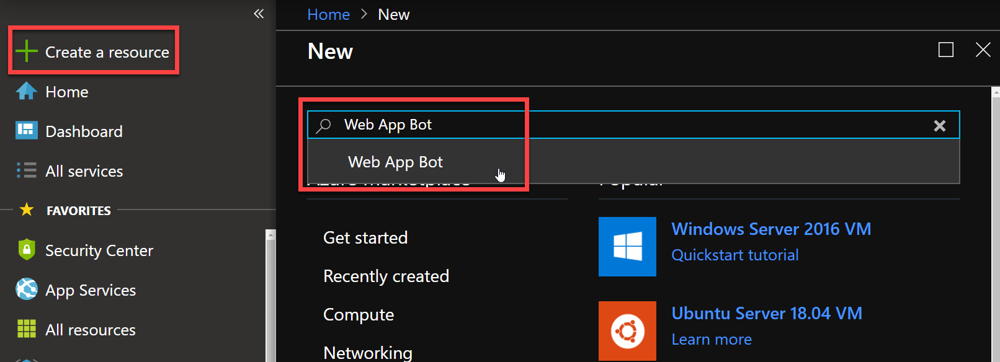 Create a resource
Home
Dashboard
All services
FAVORITES
Security Center
App Services
All resources
Home > New
New
Web App Bot
Web App Bot
Get started
Recently created
Compute
Networking
Windows Server 2016 VM
Quickstart tutorial
Ubuntu Server 18.04 VM
Learn more